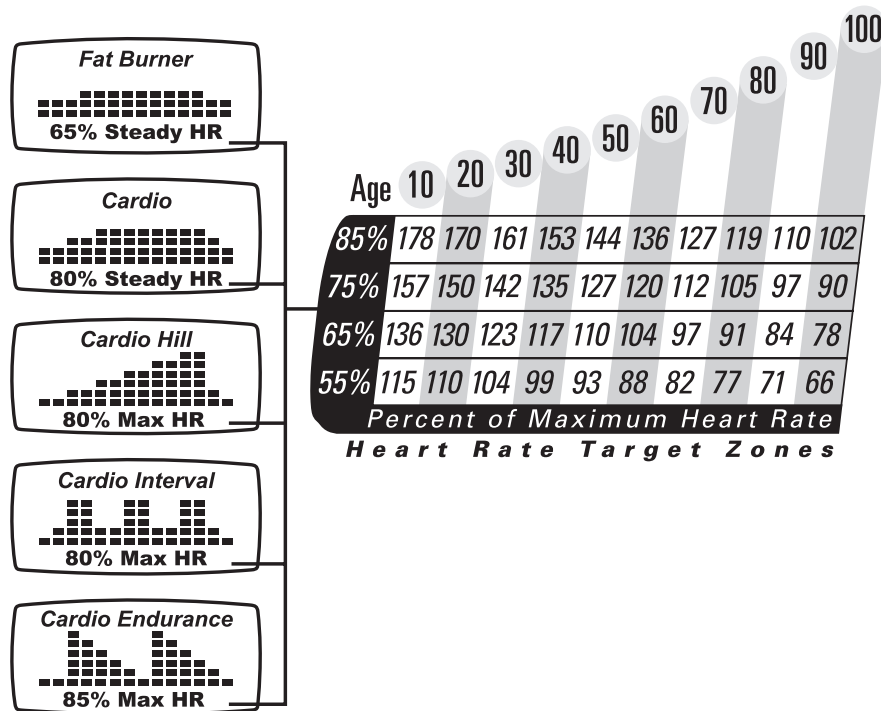 Fat Burner
65% Steady HR
Cardio
80% Steady HR
Cardio Hill
80% Max HR
Cardio Interval
80% Max HR
Cardio Endurance
85% Max HR
Age 10 20 30 40 50 60 70 80 90 100
85% 178 170 161 153 144 136 127 119 110 102
75% 157 150 142 135 127 120 112 105 97 90
65% 136 130 123 117 110 104 97 91 84 78
55% 115 110 104 99 93 88 82 77 71 66
Percent of Maximum Heart Rate
Heart Rate Target Zones